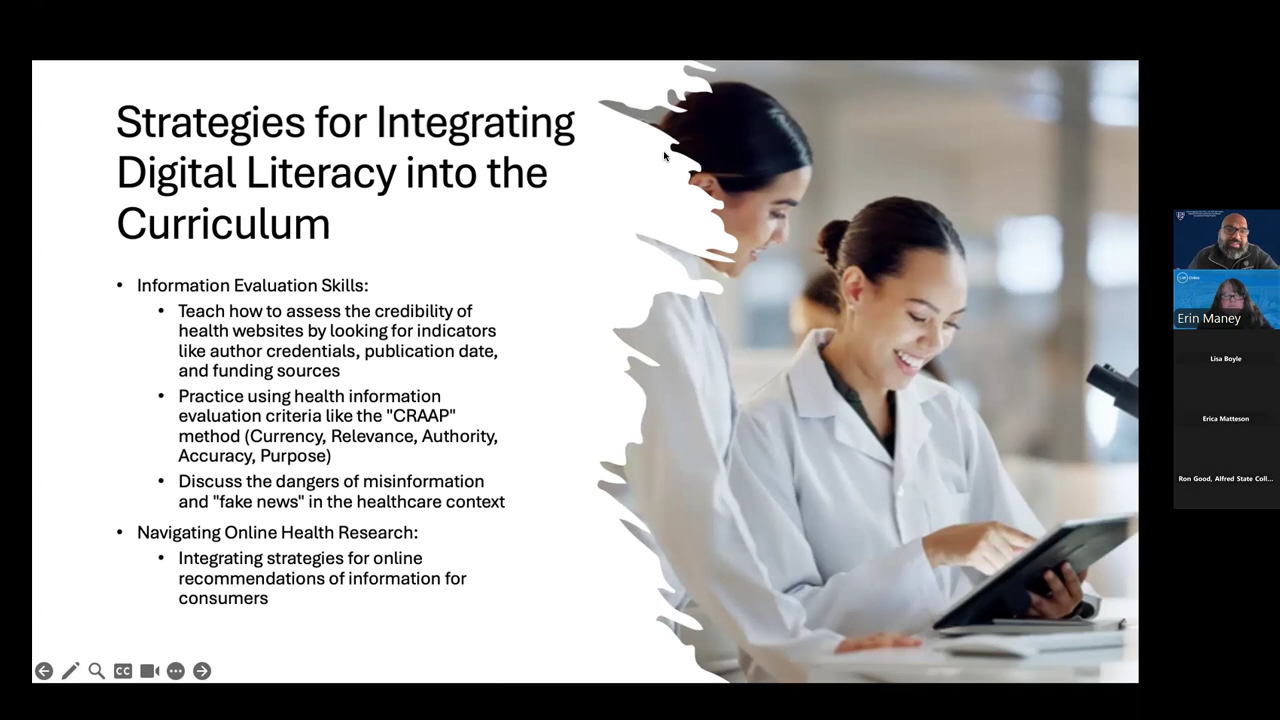 Strategies for Integrating
Digital Literacy into the
Curriculum
• Information Evaluation Skills:
• Teach how to assess the credibility of
health websites by looking for indicators
like author credentials, publication date,
and funding sources
• Practice using health information
evaluation criteria like the "CRAAP"
method (Currency, Relevance, Authority,
Accuracy, Purpose)
• Discuss the dangers of misinformation
and "fake news" in the healthcare context
• Navigating Online Health Research:
• Integrating strategies for online
recommendations of information for
consumers
CC
Erin Maney
Lisa Boyle
Erica Matteson
Ron Good, Alfred State Coll...